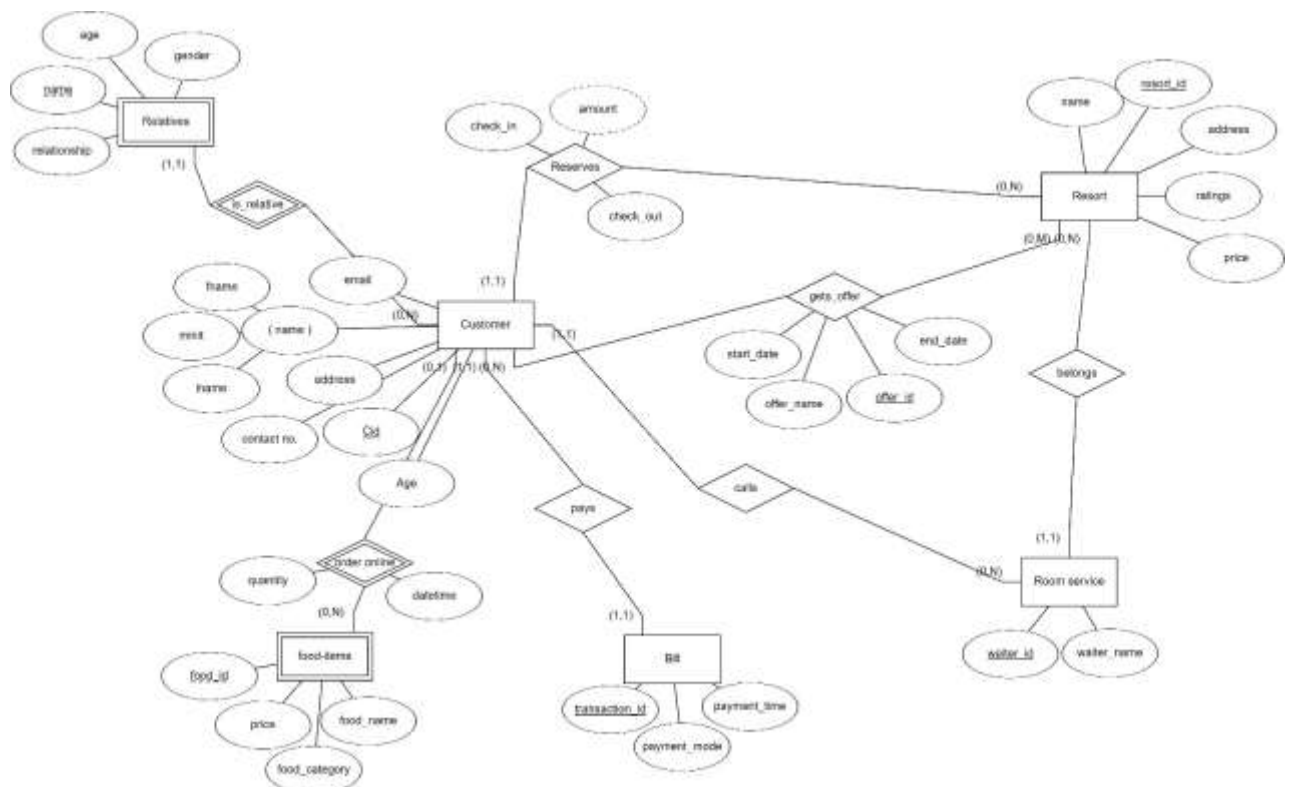 age
gender
name
Relatives
relationship
(1,1)
is_relative
check_in
amount
Reserves
check_out
name
resort_id
address
(0,N)
Resort
ratings
(0,M)
(0,N)
price
email
fname
(0,N)
(1,1)
Customer
(1,1)
minit
( name )
lname
address
(0,1)
(1,1)
(0,N)
contact no.
Cid
Age
gets_offer
start_date
end_date
offer_name
offer_id
belongs
pays
calls
order online
quantity
datetime
(0,N)
food-items
food_id
price
food_name
food_category
(1,1)
Bill
transaction_id
payment_time
payment_mode
(1,1)
(0,N)
Room service
waiter_id
waiter_name